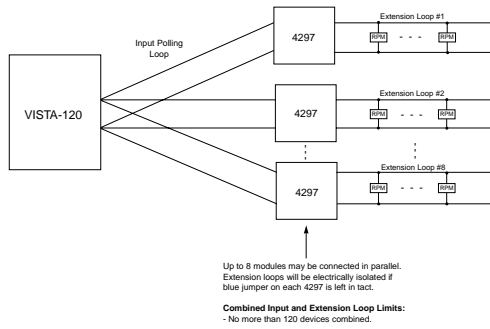 Extension Loop #1
Input Polling
Loop
4297
RPM
- - -
RPM
VISTA-120
Extension Loop #2
4297
RPM
- - -
RPM
Extension Loop #8
4297
RPM
- - -
RPM
Up to 8 modules may be connected in parallel.
Extension loops will be electrically isolated if
blue jumper on each 4297 is left in tact.
Combined Input and Extension Loop Limits:
- No more than 120 devices combined.